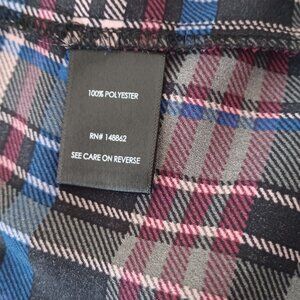 100% POLYESTER
RN# 148862
SEE CARE ON REVERSE